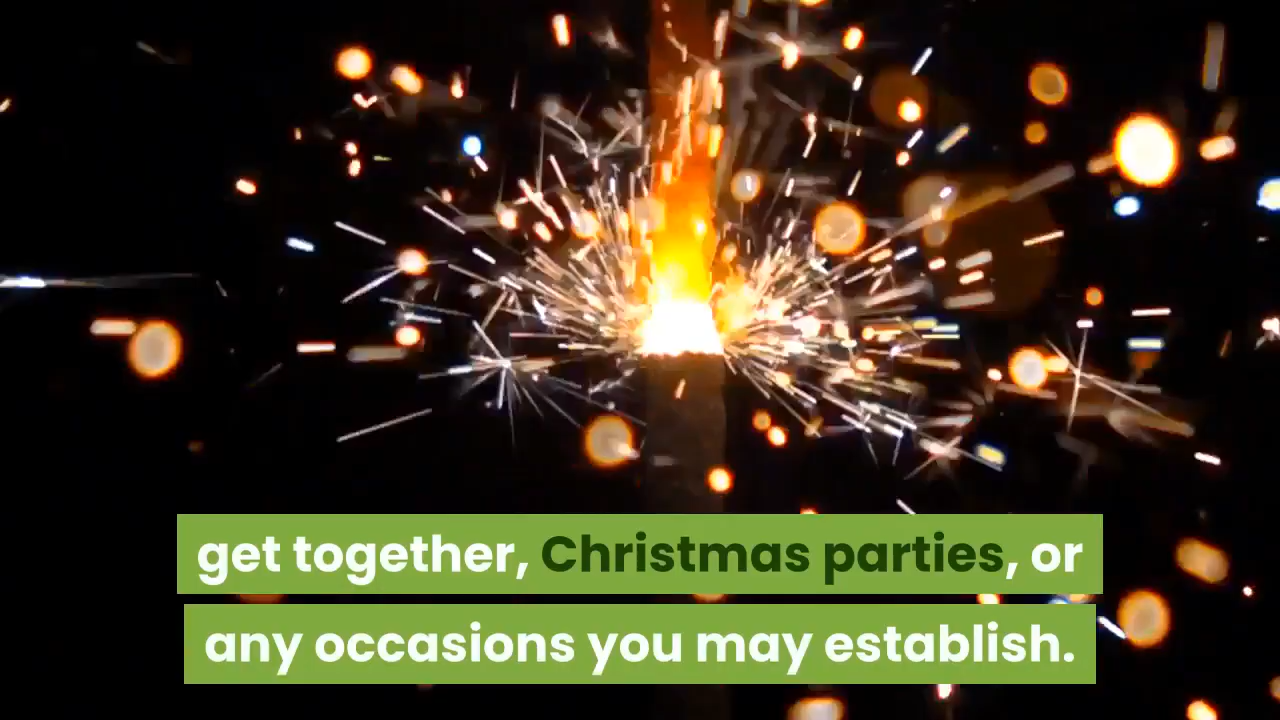 get together, Christmas parties, or
any occasions you may establish.